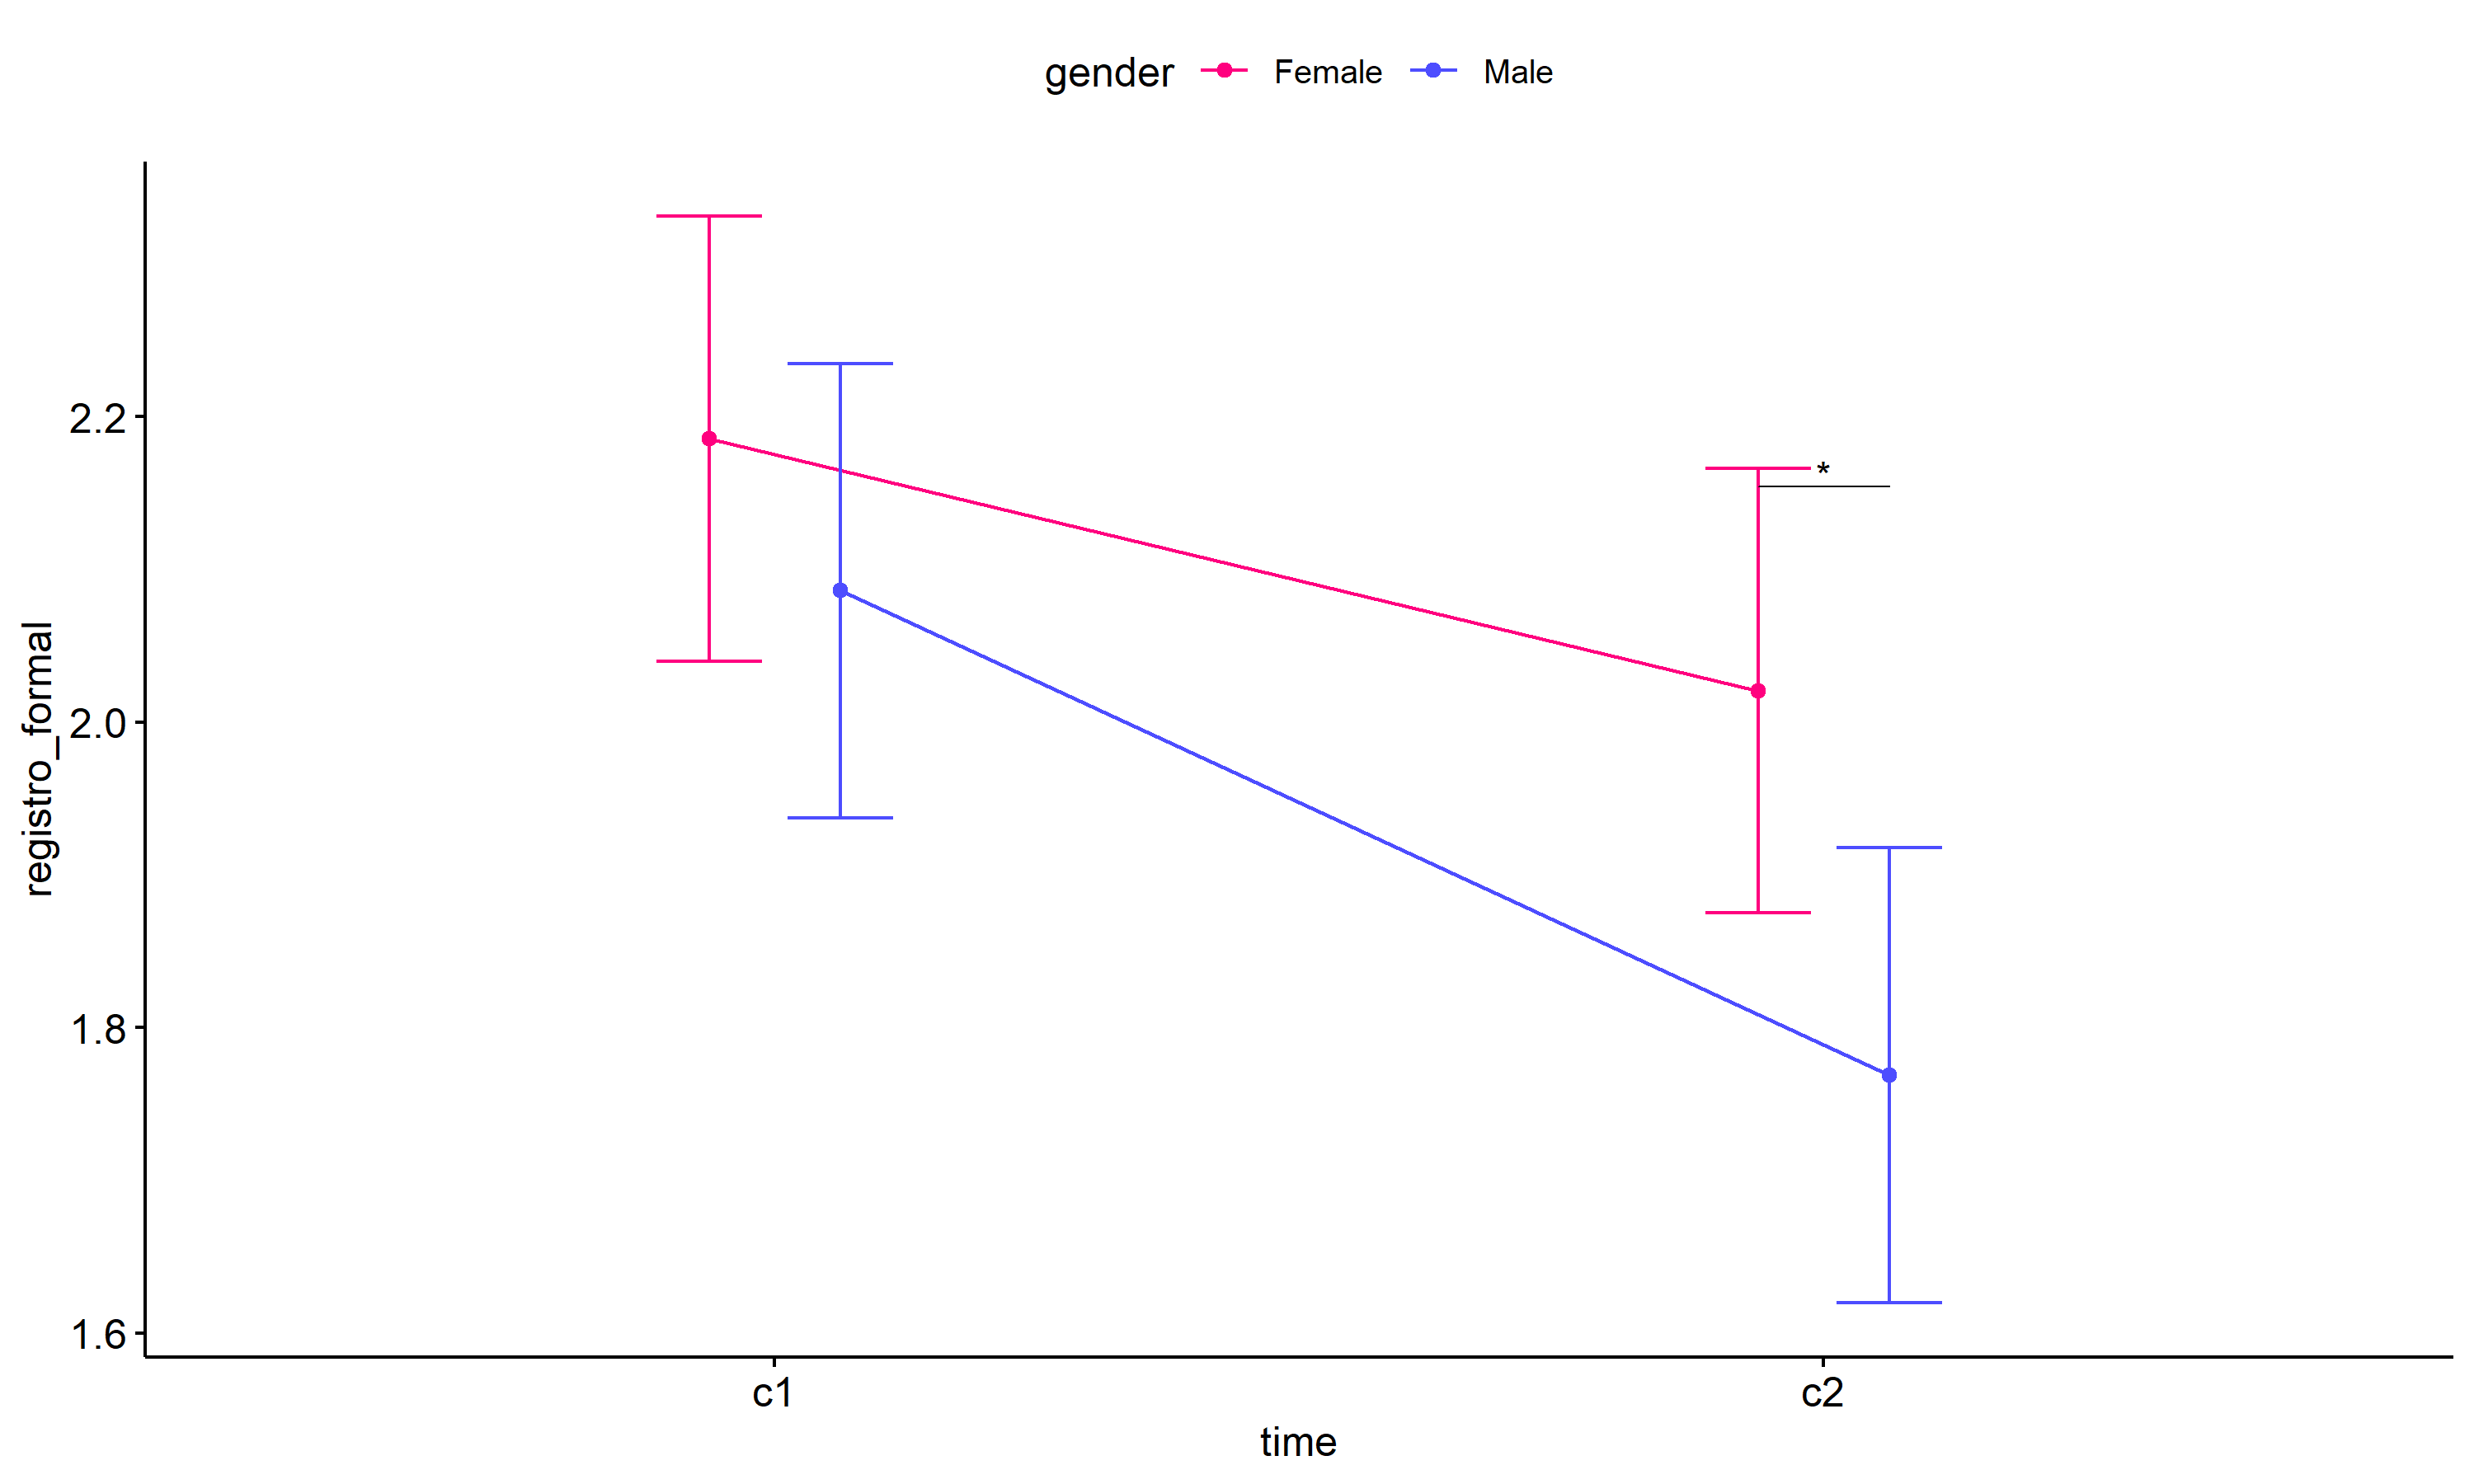 gender Female Male
*
2.2
2.0
1.8
1.6
registro_formal
c1 c2
time